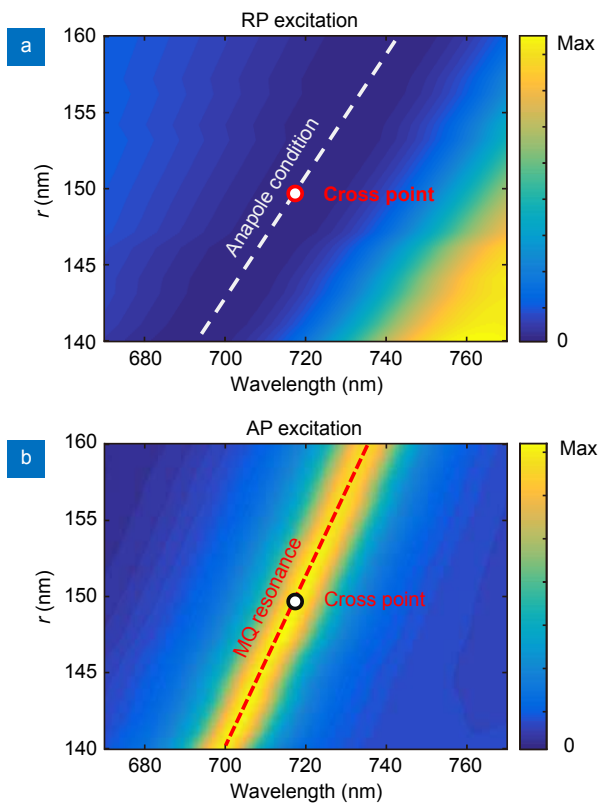 RP excitation
a
160
155
150
145
140
r (nm)
Anapole condition
Cross point
680
700
720
740
760
Wavelength (nm)
Max
0
AP excitation
b
160
155
150
145
140
r (nm)
MQ resonance
Cross point
680
700
720
740
760
Wavelength (nm)
Max
0